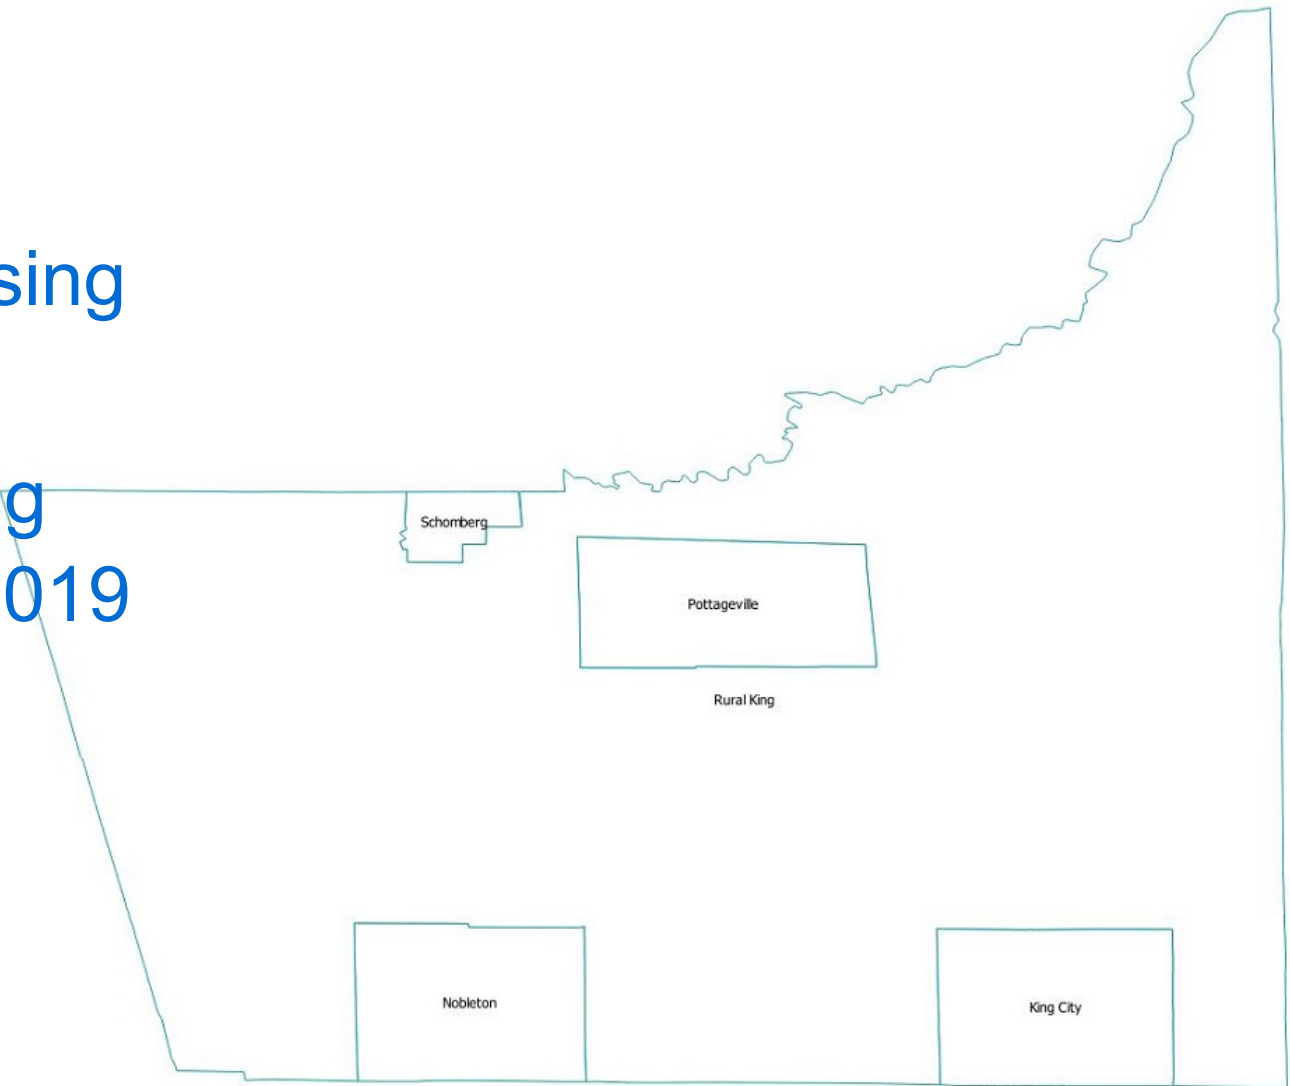 sing
g
019
Schomberg
Pottageville
Rural King
Nobleton
King City